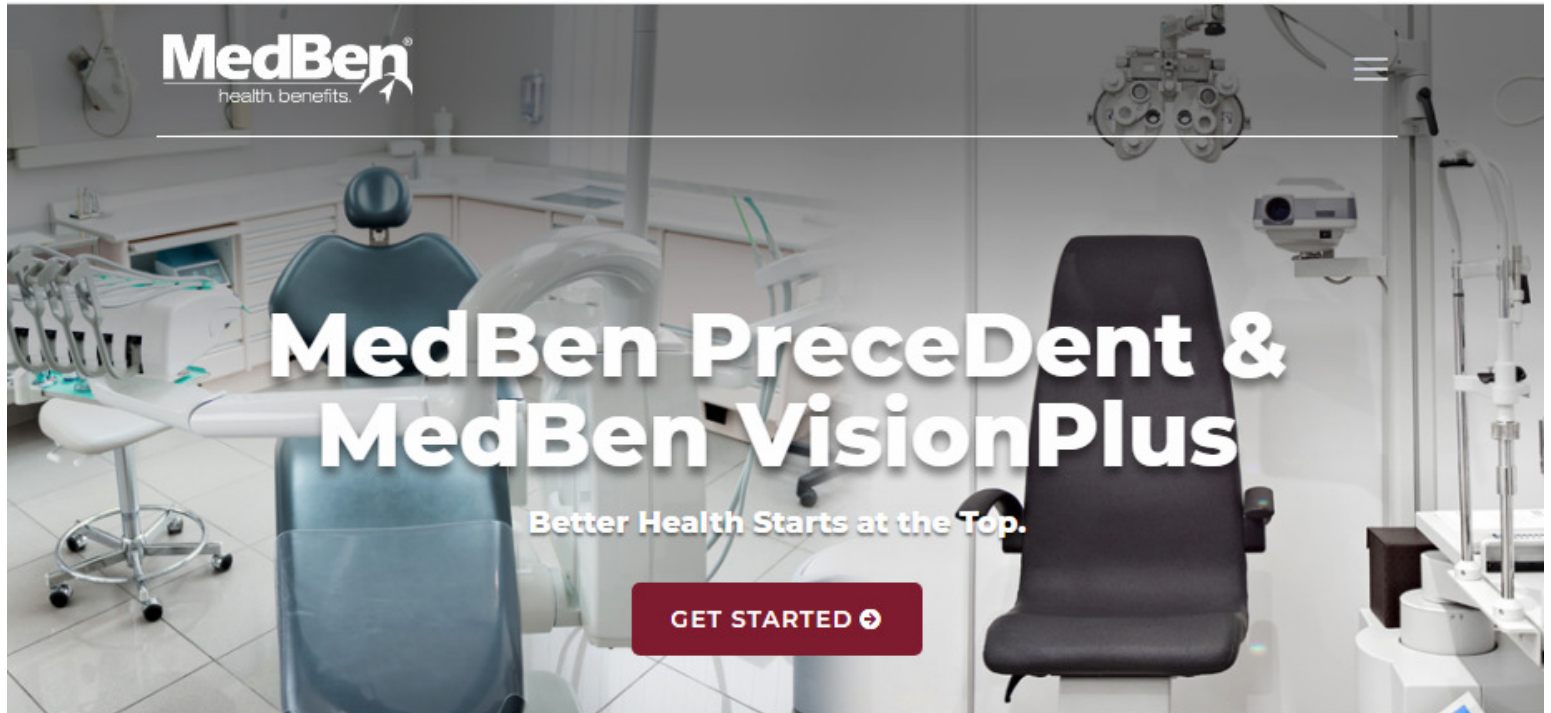 MedBen®
health. benefits.
MedBen PreceDent &
MedBen VisionPlus
Better Health Starts at the Top.
GET STARTED